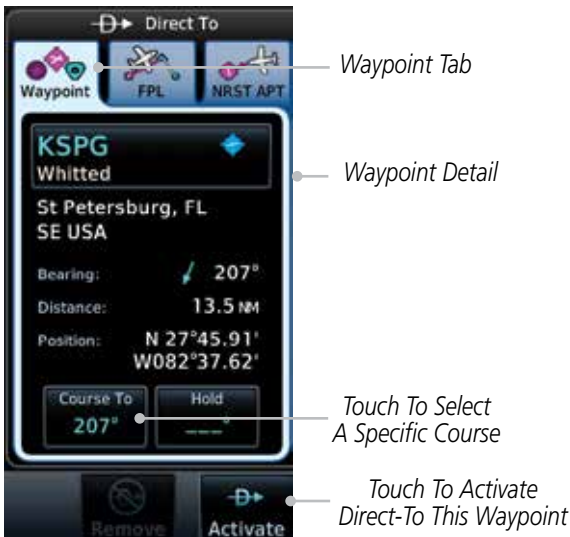 Direct To
Waypoint
FPL
NRST APT
Waypoint Tab
KSPG
Whitted
Waypoint Detail
St Petersburg, FL
SE USA
Bearing: 207°
Distance: 13.5 NM
Position: N 27°45.91'
W082°37.62'
Course To
207°
Hold
___°
Touch To Select
A Specific Course
Remove
Activate
Touch To Activate
Direct-To This Waypoint